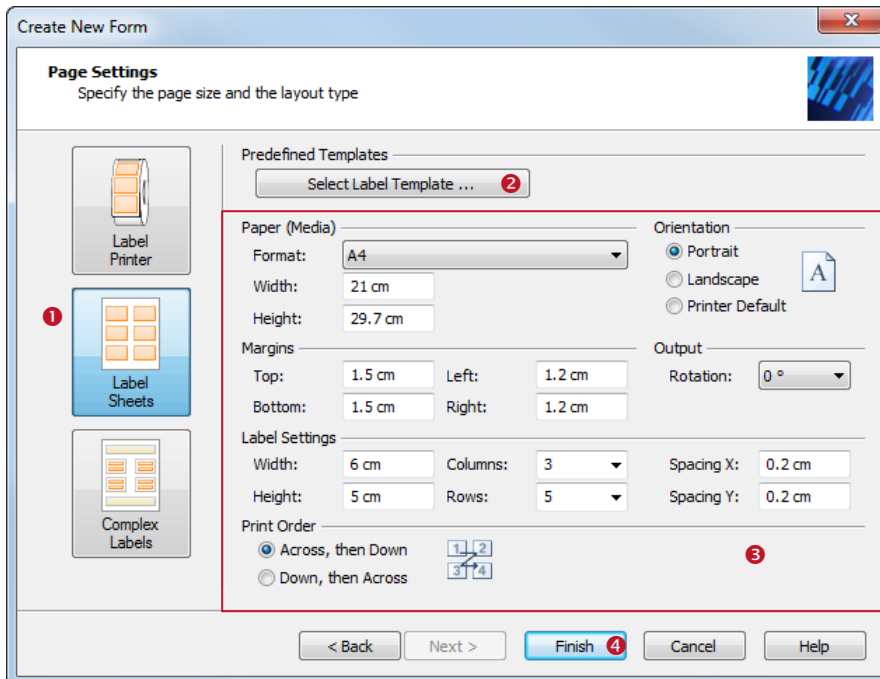 Create New Form
Page Settings
Specify the page size and the layout type
Label
Printer
1
Label
Sheets
Complex
Labels
Predefined Templates
Select Label Template ... 2
Paper (Media)
Format: A4
Width: 21 cm
Height: 29.7 cm
Orientation
Portrait
Landscape
Printer Default
A
Margins
Top: 1.5 cm Left: 1.2 cm
Bottom: 1.5 cm Right: 1.2 cm
Output
Rotation: 0 °
Label Settings
Width: 6 cm Columns: 3 Spacing X: 0.2 cm
Height: 5 cm Rows: 5 Spacing Y: 0.2 cm
Print Order
Across, then Down
Down, then Across
1 2
3 4
3
< Back Next > Finish 4 Cancel Help